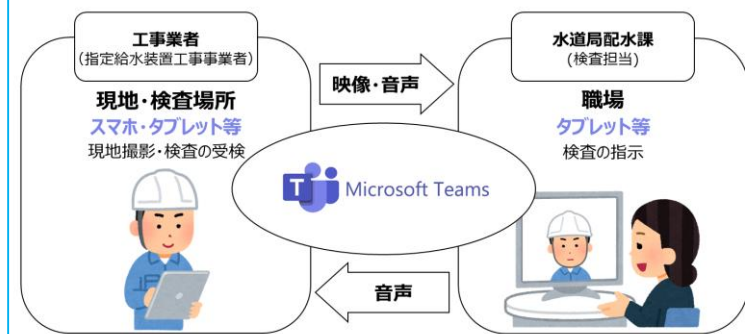 工事業者
(指定給水装置工事事業者)
現地・検査場所
スマホ・タブレット等
現地撮影・検査の受検
映像・音声
水道局配水課
(検査担当)
職場
タブレット等
検査の指示
T
Microsoft Teams
音声